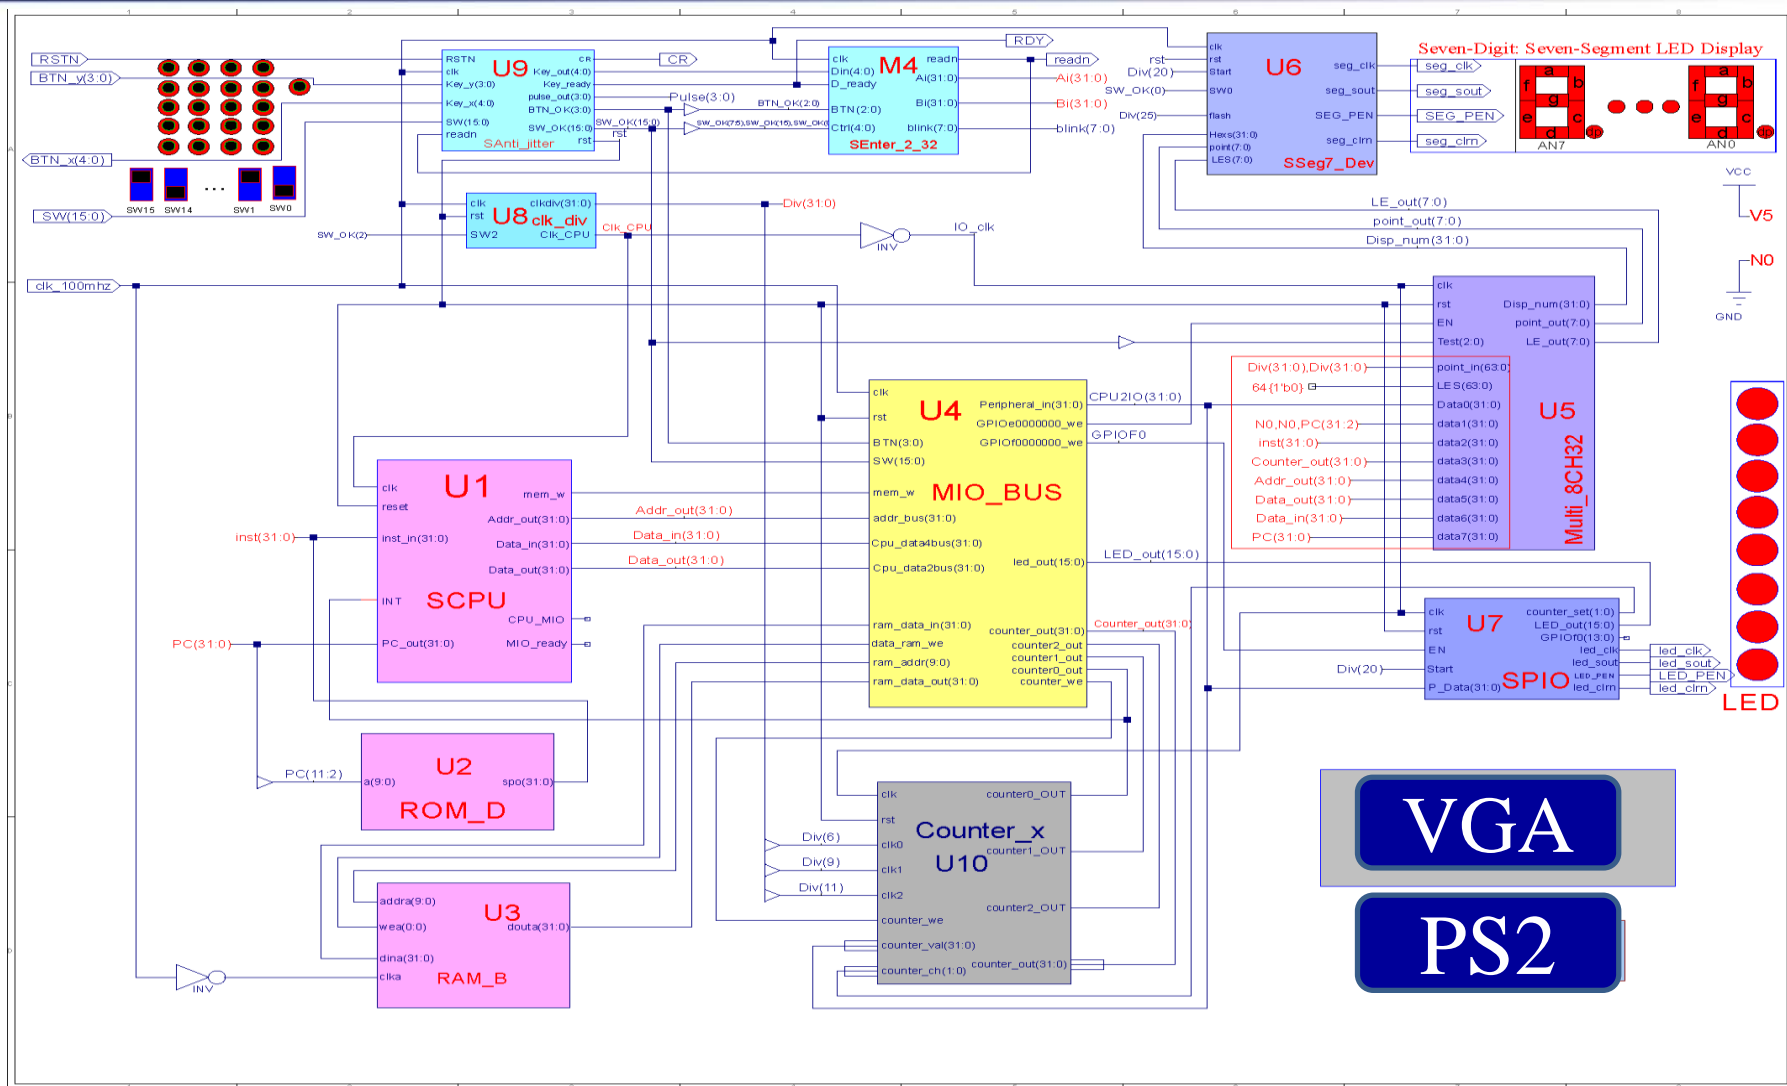 1 2 3 4 5 6 7 8
RSTN
BTN_y(3:0)
BTN_x(4:0)
SW(15:0)
SW15 SW14 ... SW1 SW0
clk_100mhz
RSTN
clk
Key_y(3:0)
Key_x(4:0)
SW(15:0)
readn
U9
SAnti_jitter
CR
Key_out(4:0)
Key_ready
pulse_out(3:0)
BTN_OK(3:0)
SW_OK(15:0)
rst
CR
Pulse(3:0)
SW_OK(15:0)
rst
BTN_OK(2:0)
RDY
clk
Din(4:0)
D_ready
BTN(2:0)
Ctrl(4:0)
M4
SEnter_2_32
readn
Ai(31:0)
Bi(31:0)
blink(7:0)
readn
Ai(31:0)
Bi(31:0)
blink(7:0)
rst
Div(20)
SW_OK(0)
Div(25)
clk
rst
Start
SW0
flash
Hexs(31:0)
point(7:0)
LES(7:0)
U6
SSeg7_Dev
seg_clk
seg_sout
SEG_PEN
seg_clrn
seg_clk
seg_sout
SEG_PEN
seg_clrn
Seven-Digit: Seven-Segment LED Display
a
f b
g
e c
d
dp
AN7
a
f b
g
e c
d
dp
AN0
VCC
V5
N0
GND
clk
rst
SW2
U8 clk_div
clkdiv(31:0)
Clk_CPU
SW_OK(2)
Div(31:0)
Clk_CPU
INV
IO_clk
LE_out(7:0)
point_out(7:0)
Disp_num(31:0)
clk
rst
EN
Test(2:0)
point_in(63:0)
LES(63:0)
Data0(31:0)
data1(31:0)
data2(31:0)
data3(31:0)
data4(31:0)
data5(31:0)
data6(31:0)
data7(31:0)
U5
Multi_8CH32
Disp_num(31:0)
point_out(7:0)
LE_out(7:0)
Div(31:0),Div(31:0)
64{1'b0}
N0,N0,PC(31:2)
inst(31:0)
Counter_out(31:0)
Addr_out(31:0)
Data_out(31:0)
Data_in(31:0)
PC(31:0)
clk
rst
BTN(3:0)
SW(15:0)
mem_w
addr_bus(31:0)
Cpu_data4bus(31:0)
Cpu_data2bus(31:0)
ram_data_in(31:0)
data_ram_we
ram_addr(9:0)
ram_data_out(31:0)
U4
MIO_BUS
Peripheral_in(31:0)
GPIOe0000000_we
GPIOf0000000_we
led_out(15:0)
counter_out(31:0)
counter2_out
counter1_out
counter0_out
counter_we
CPU2IO(31:0)
GPIOF0
LED_out(15:0)
Counter_out(31:0)
clk
reset
inst_in(31:0)
INT
PC_out(31:0)
U1
SCPU
mem_w
Addr_out(31:0)
Data_in(31:0)
Data_out(31:0)
CPU_MIO
MIO_ready
inst(31:0)
PC(31:0)
Addr_out(31:0)
Data_in(31:0)
Data_out(31:0)
clk
rst
EN
Start
P_Data(31:0)
U7
SPIO
counter_set(1:0)
LED_out(15:0)
GPIOf0(13:0)
led_clk
led_sout
LED_PEN
led_clrn
Div(20)
led_clk
led_sout
LED_PEN
led_clrn
LED
PC(11:2)
a(9:0)
U2
ROM_D
spo(31:0)
addra(9:0)
wea(0:0)
dina(31:0)
clka
U3
RAM_B
douta(31:0)
INV
Div(6)
Div(9)
Div(11)
clk
rst
clk0
clk1
clk2
counter_we
counter_val(31:0)
counter_ch(1:0)
Counter_x
U10
counter0_OUT
counter1_OUT
counter2_OUT
counter_out(31:0)
VGA
PS2